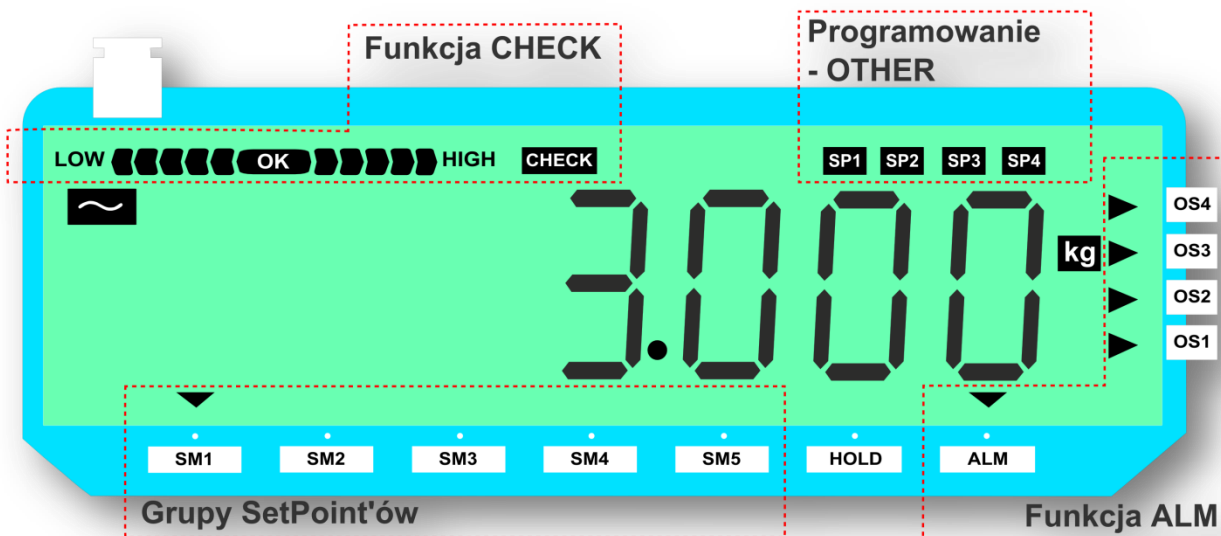 Funkcja CHECK
Programowanie
- OTHER
LOW OK HIGH CHECK
SP1 SP2 SP3 SP4
3.000 kg
OS4
OS3
OS2
OS1
SM1 SM2 SM3 SM4 SM5 HOLD ALM
Grupy SetPoint'ów
Funkcja ALM